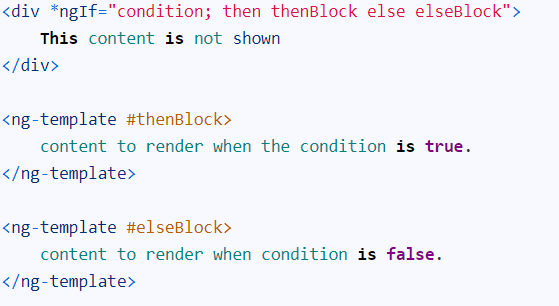 <div *ngIf="condition; then thenBlock else elseBlock">
This content is not shown
</div>
<ng-template #thenBlock>
content to render when the condition is true.
</ng-template>
<ng-template #elseBlock>
content to render when condition is false.
</ng-template>